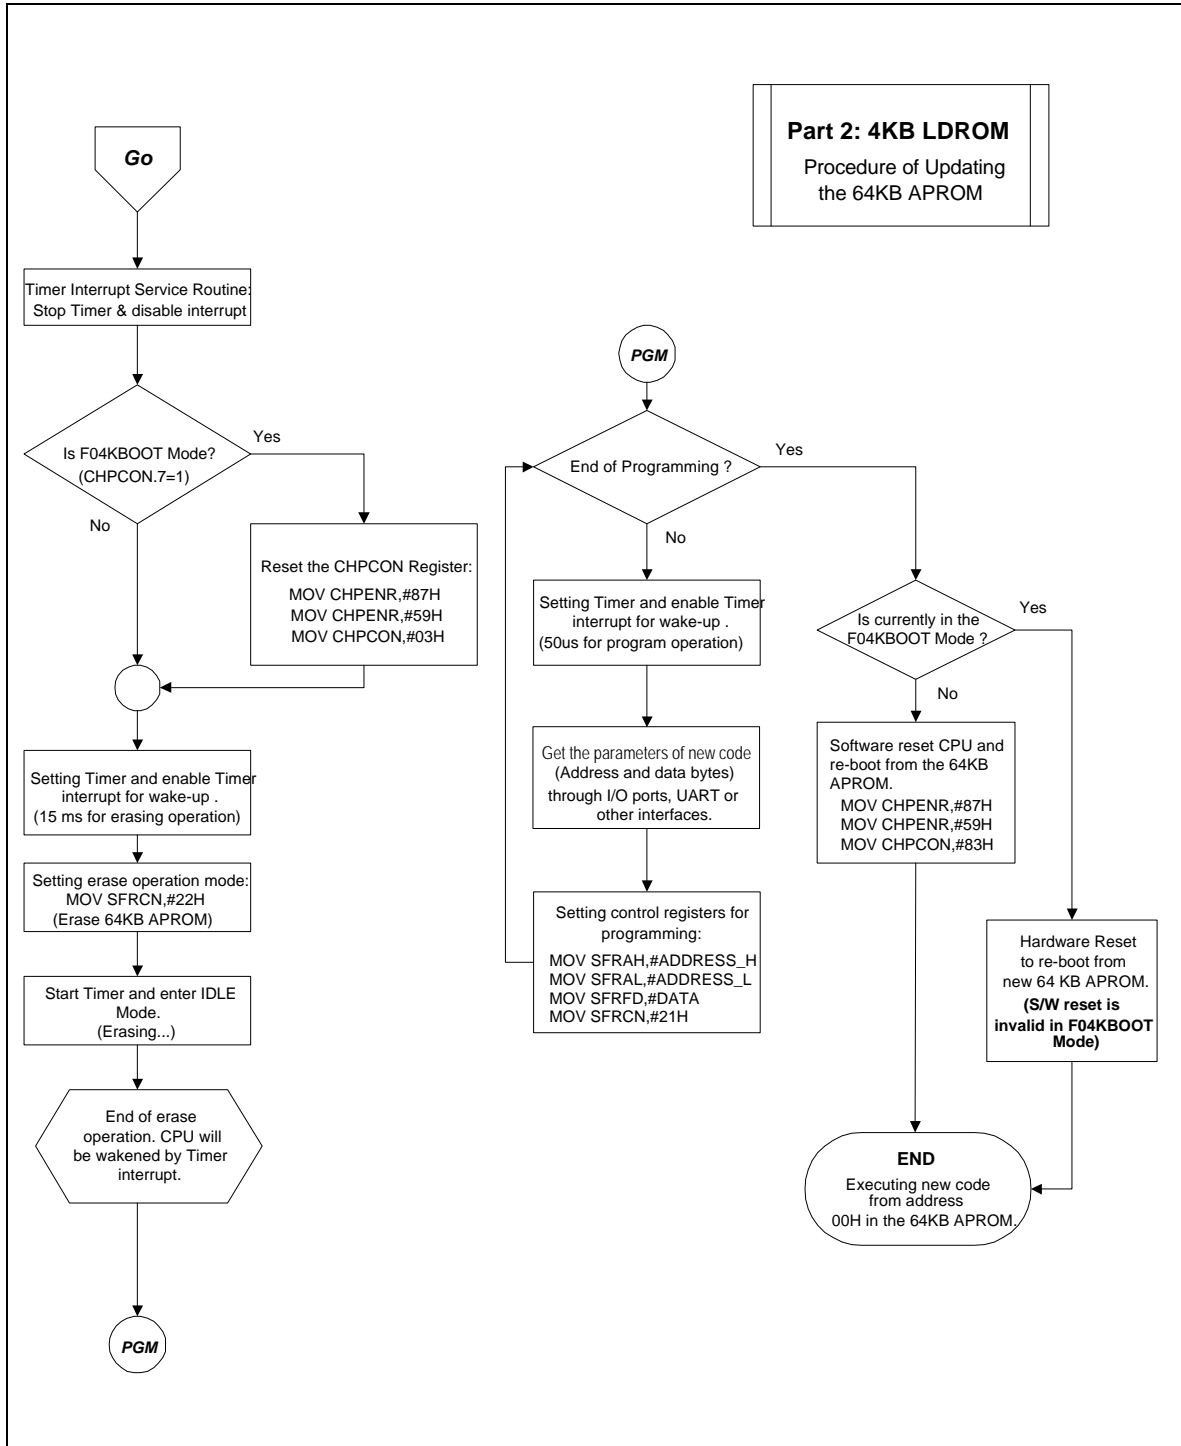 Part 2: 4KB LDROM
Procedure of Updating
the 64KB APROM
Go
Timer Interrupt Service Routine:
Stop Timer & disable interrupt
Is F04KBOOT Mode?
(CHPCON.7=1)
Yes
No
Reset the CHPCON Register:
MOV CHPENR,#87H
MOV CHPENR,#59H
MOV CHPCON,#03H
Setting Timer and enable Timer
interrupt for wake-up .
(15 ms for erasing operation)
Setting erase operation mode:
MOV SFRCN,#22H
(Erase 64KB APROM)
Start Timer and enter IDLE
Mode.
(Erasing...)
End of erase
operation. CPU will
be wakened by Timer
interrupt.
PGM
PGM
End of Programming ?
Yes
No
Setting Timer and enable Timer
interrupt for wake-up .
(50us for program operation)
Get the parameters of new code
(Address and data bytes)
through I/O ports, UART or
other interfaces.
Setting control registers for
programming:
MOV SFRAH,#ADDRESS_H
MOV SFRAL,#ADDRESS_L
MOV SFRFD,#DATA
MOV SFRCN,#21H
Is currently in the
F04KBOOT Mode ?
Yes
No
Software reset CPU and
re-boot from the 64KB
APROM.
MOV CHPENR,#87H
MOV CHPENR,#59H
MOV CHPCON,#83H
Hardware Reset
to re-boot from
new 64 KB APROM.
(S/W reset is
invalid in F04KBOOT
Mode)
END
Executing new code
from address
00H in the 64KB APROM.